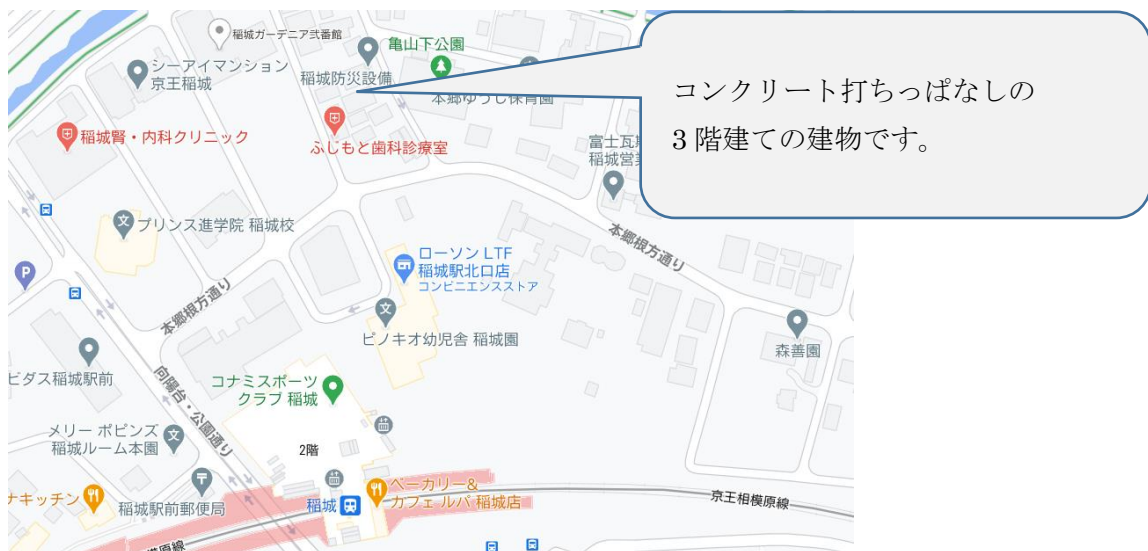 稲城ガーデニア弐番館
亀山下公園
シーアイマンション
京王稲城
稲城防災設備
本郷ゆうし保育園
コンクリート打ちっぱなしの
3階建ての建物です。
稲城腎・内科クリニック
ふじもと歯科診療室
富士瓦斯
稲城営業
プリンス進学院 稲城校
本郷根方通り
ローソン LTF
稲城駅北口店
コンビニエンスストア
P
本郷根方通り
ピノキオ幼児舎 稲城園
森善園
ビダス稲城駅前
向陽台・公園通り
コナミスポーツ
クラブ 稲城
メリー ポピンズ
稲城ルーム本園
2階
ナキッチン
稲城駅前郵便局
稲城
ベーカリー&
カフェ ルパ 稲城店
京王相模原線
模原線